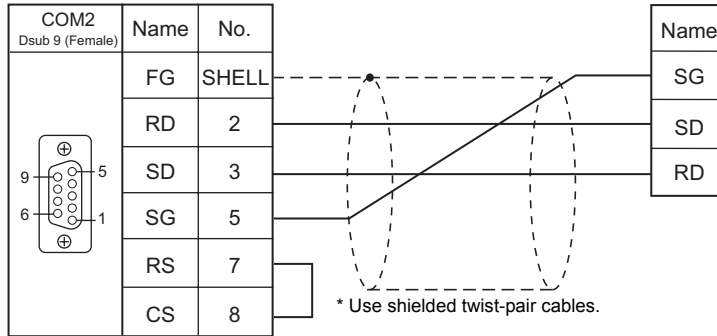 COM2
Dsub 9 (Female)
Name
No.
Name
FG
SHELL
SG
RD
2
SD
SD
3
RD
SG
5
RS
7
CS
8
9
5
6
1
* Use shielded twist-pair cables.